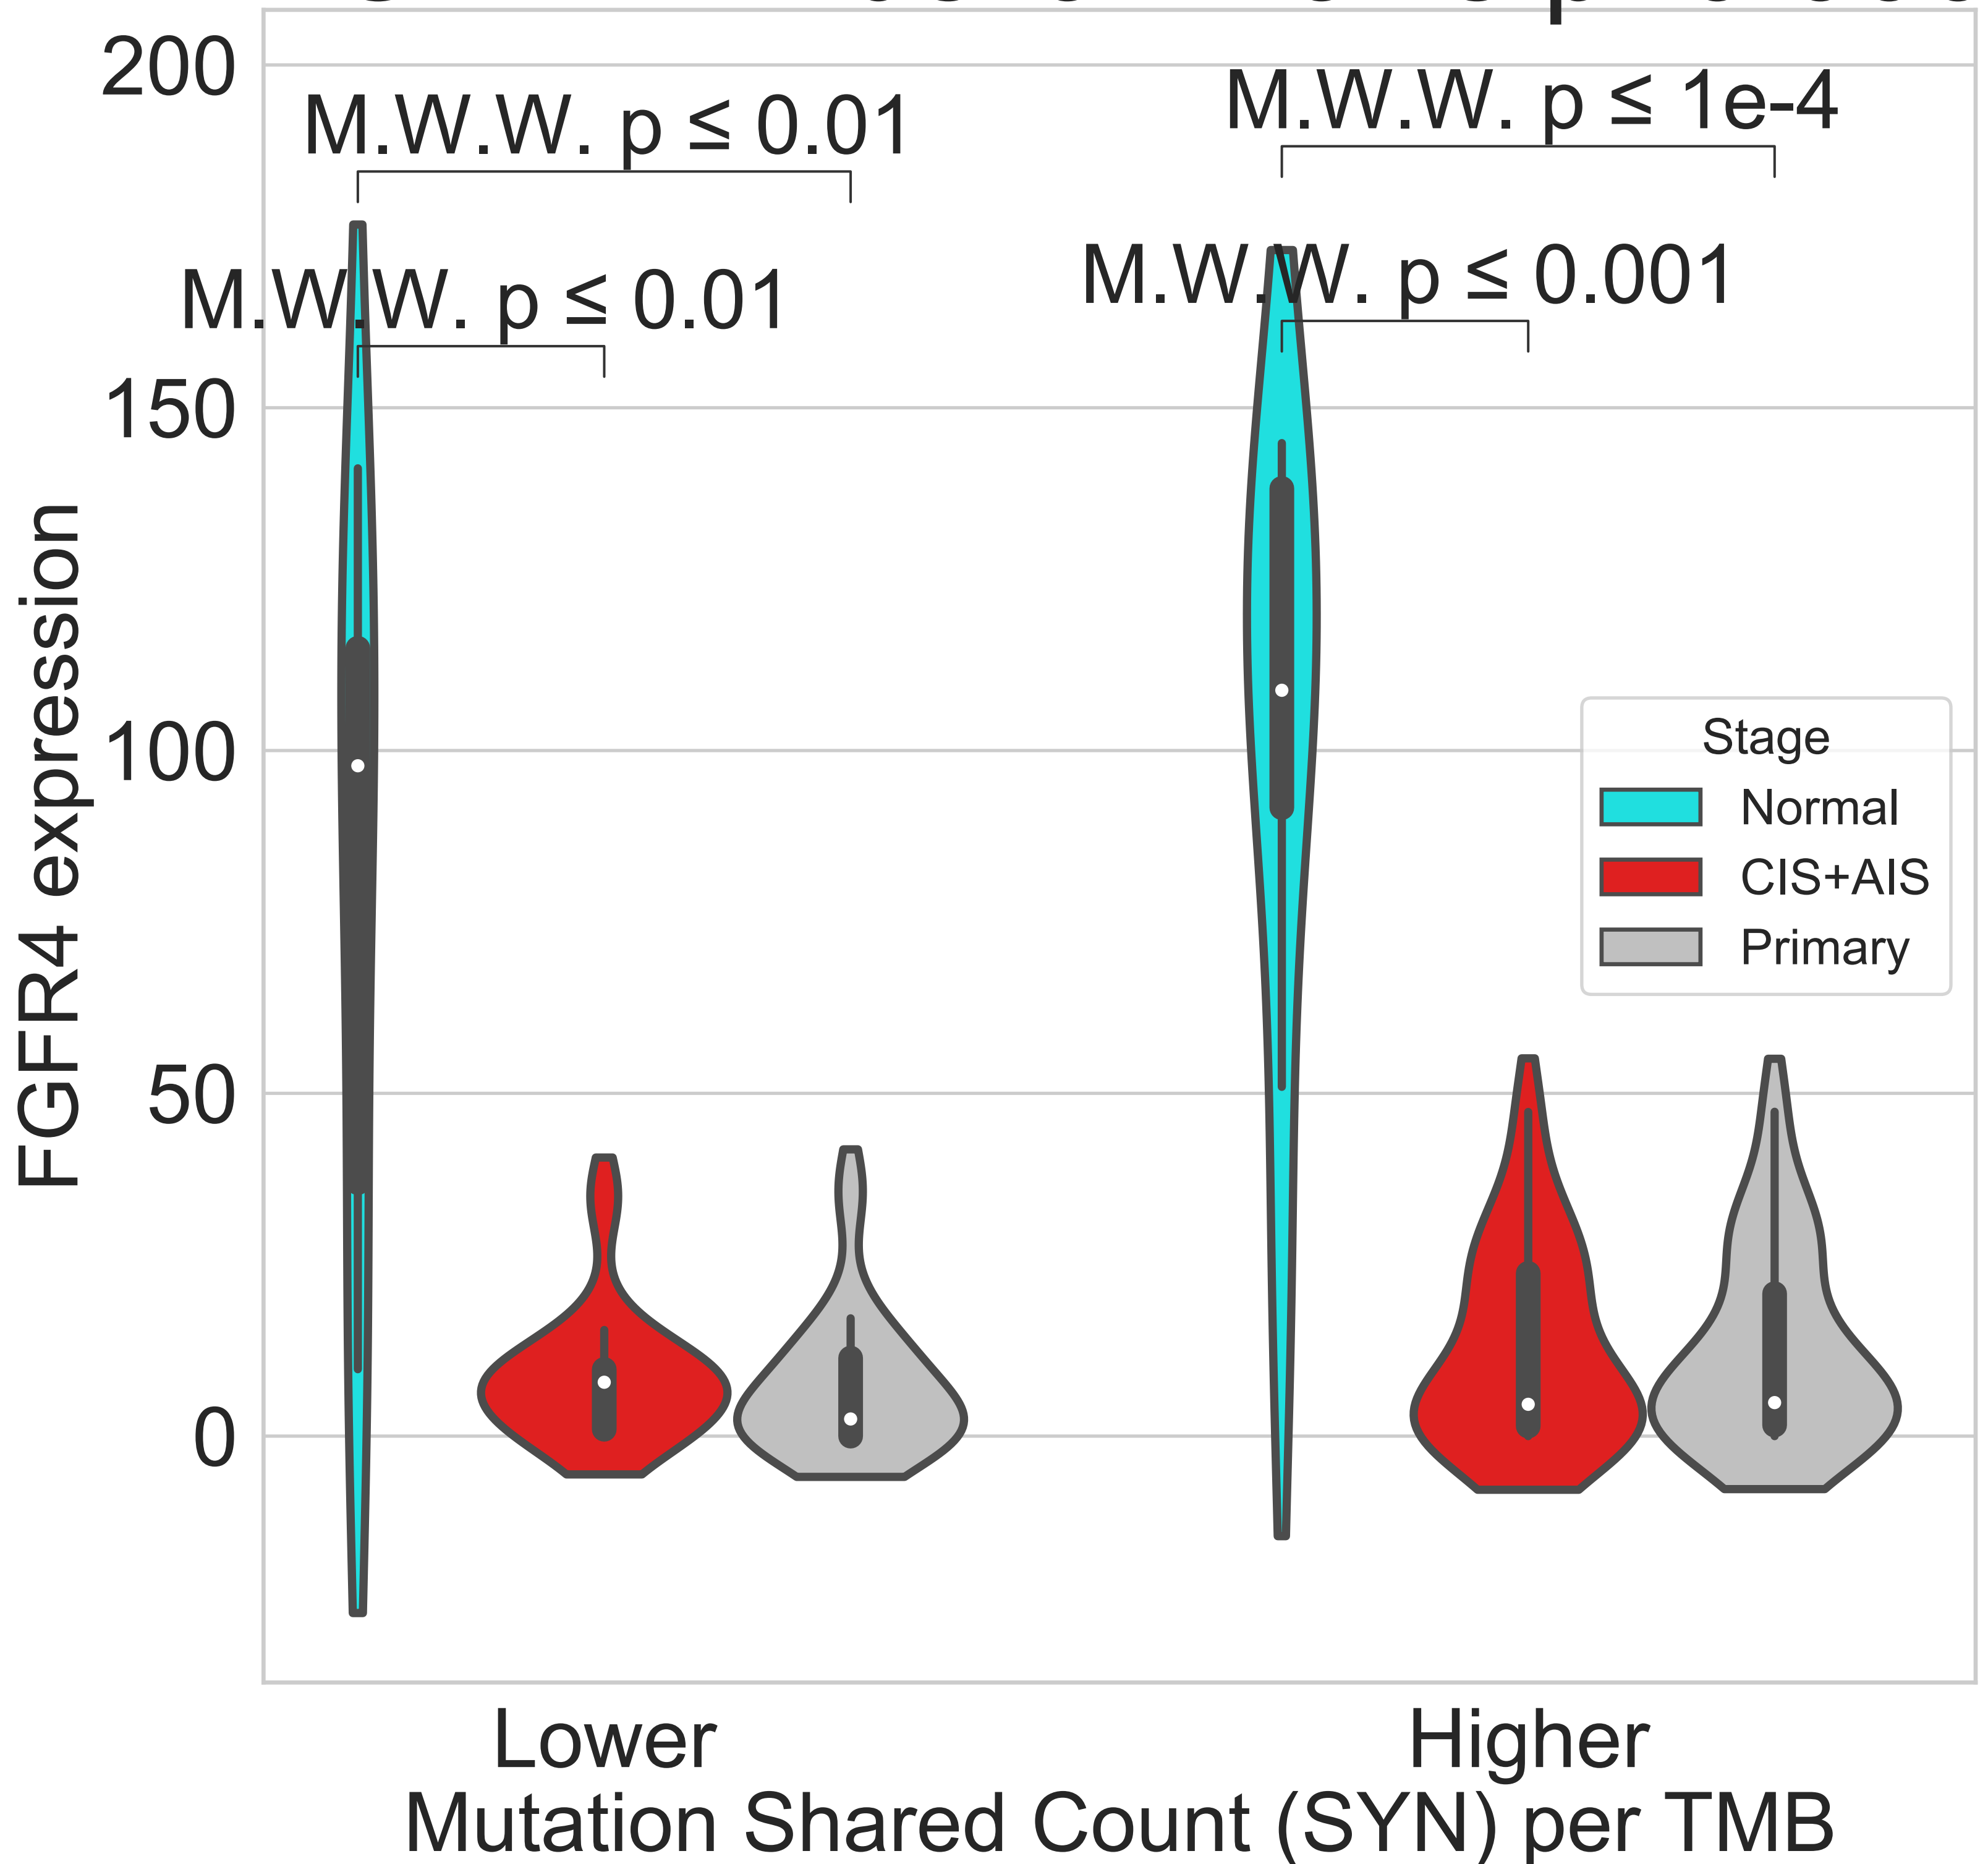 200
150
100
50
0
FGFR4 expression
M.W.W. p ≤ 0.01
M.W.W. p ≤ 1e-4
M.W.W. p ≤ 0.01
M.W.W. p ≤ 0.001
Stage
Normal
CIS+AIS
Primary
Lower
Higher
Mutation Shared Count (SYN) per TMB